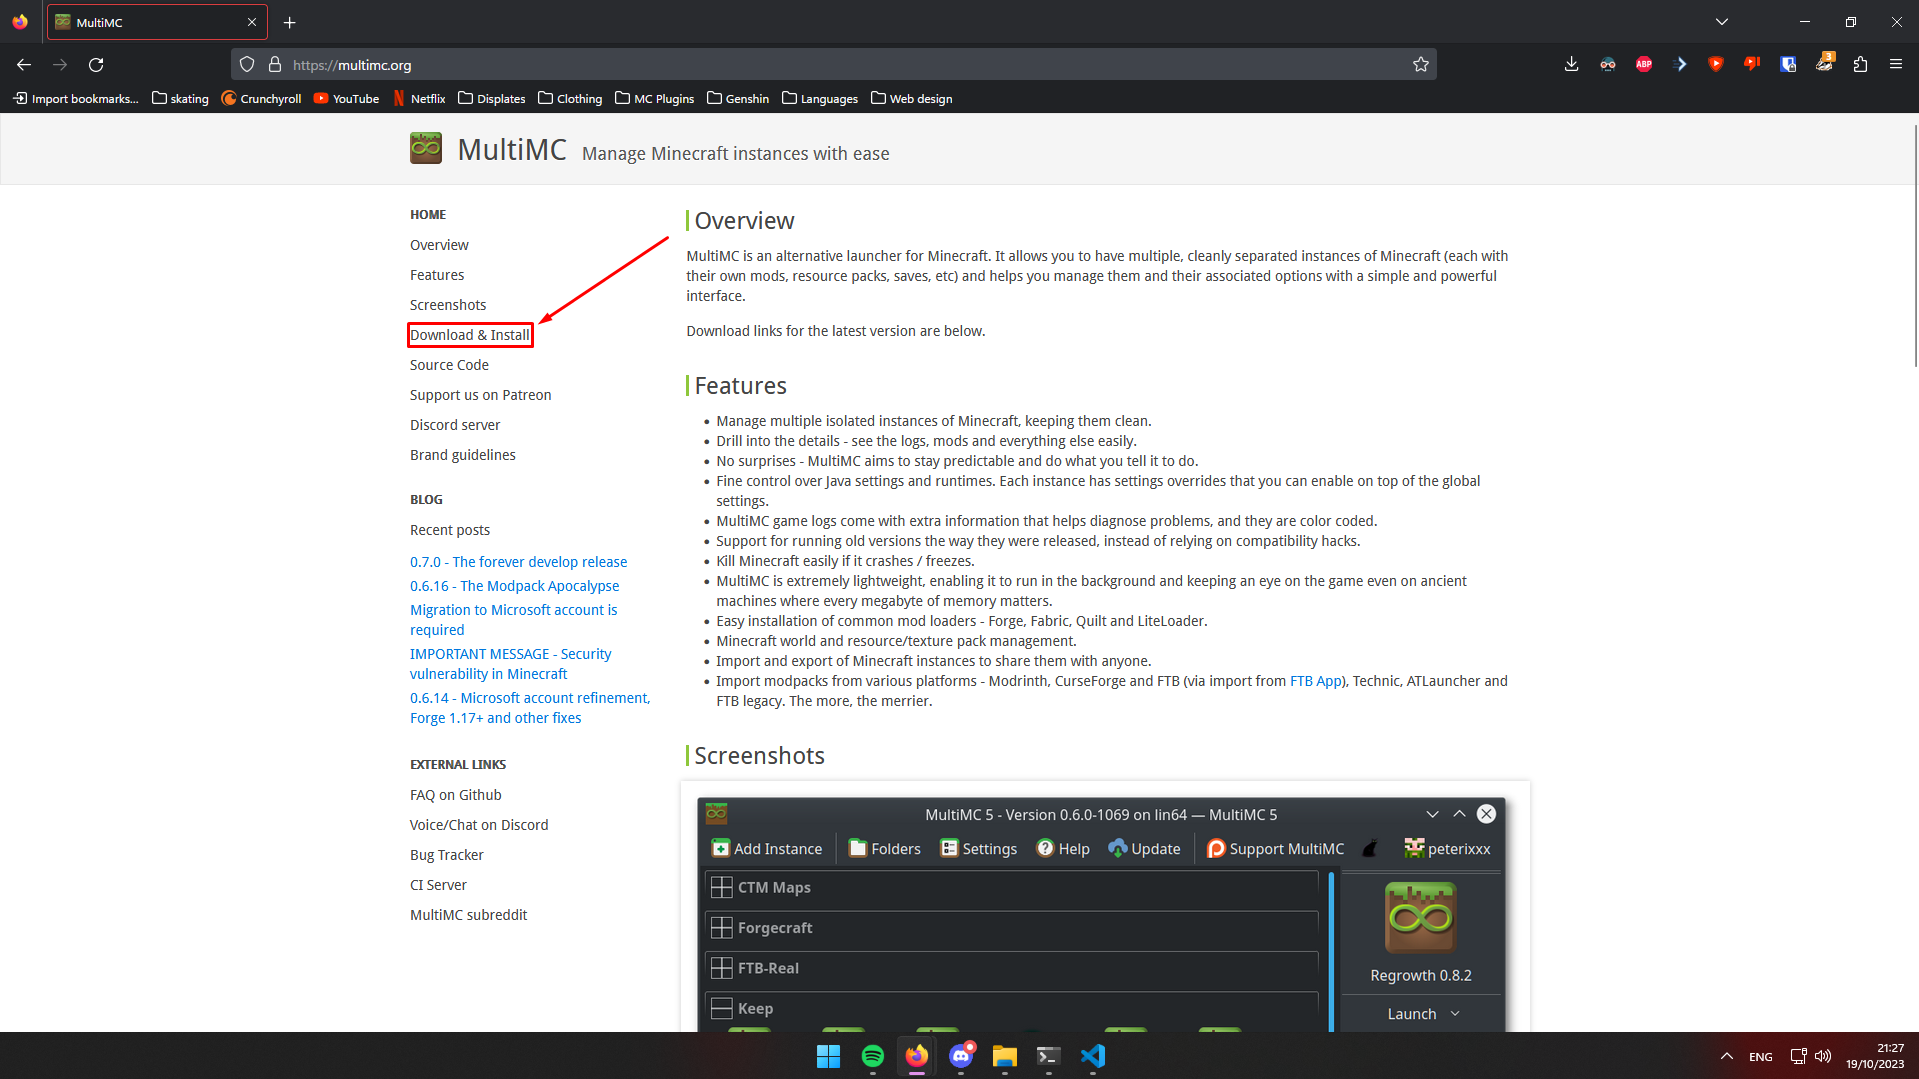 MultiMC
https://multimc.org
ABP
3
Import bookmarks...
skating
Crunchyroll
YouTube
Netflix
Displates
Clothing
MC Plugins
Genshin
Languages
Web design
MultiMC Manage Minecraft instances with ease
HOME
Overview
Features
Screenshots
Download & Install
Source Code
Support us on Patreon
Discord server
Brand guidelines
BLOG
Recent posts
0.7.0 - The forever develop release
0.6.16 - The Modpack Apocalypse
Migration to Microsoft account is
required
IMPORTANT MESSAGE - Security
vulnerability in Minecraft
0.6.14 - Microsoft account refinement,
Forge 1.17+ and other fixes
EXTERNAL LINKS
FAQ on Github
Voice/Chat on Discord
Bug Tracker
CI Server
MultiMC subreddit
Overview
MultiMC is an alternative launcher for Minecraft. It allows you to have multiple, cleanly separated instances of Minecraft (each with
their own mods, resource packs, saves, etc) and helps you manage them and their associated options with a simple and powerful
interface.
Download links for the latest version are below.
Features
• Manage multiple isolated instances of Minecraft, keeping them clean.
• Drill into the details - see the logs, mods and everything else easily.
• No surprises - MultiMC aims to stay predictable and do what you tell it to do.
• Fine control over Java settings and runtimes. Each instance has settings overrides that you can enable on top of the global
settings.
• MultiMC game logs come with extra information that helps diagnose problems, and they are color coded.
• Support for running old versions the way they were released, instead of relying on compatibility hacks.
• Kill Minecraft easily if it crashes / freezes.
• MultiMC is extremely lightweight, enabling it to run in the background and keeping an eye on the game even on ancient
machines where every megabyte of memory matters.
• Easy installation of common mod loaders - Forge, Fabric, Quilt and LiteLoader.
• Minecraft world and resource/texture pack management.
• Import and export of Minecraft instances to share them with anyone.
• Import modpacks from various platforms - Modrinth, CurseForge and FTB (via import from FTB App), Technic, ATLauncher and
FTB legacy. The more, the merrier.
Screenshots
MultiMC 5 - Version 0.6.0-1069 on lin64 — MultiMC 5
Add Instance
Folders
Settings
Help
Update
Support MultiMC
peterixxx
CTM Maps
Forgecraft
FTB-Real
Keep
Regrowth 0.8.2
Launch
ENG
21:27
19/10/2023